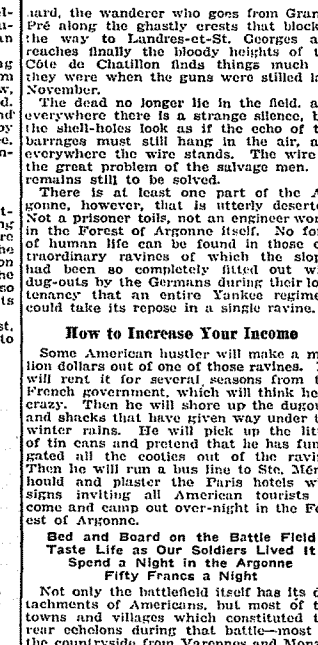 the wanderer who goes from Gran
Pré along the ghastly crests that block
the way to Landres-et-St. Georges a
reaches finally the bloody heights of t
Côte de Chatillon finds things much
they were when the guns were stilled la
November.
The dead no longer lie in the field, a
everywhere there is a strange silence, b
the shell-holes look as if the echo of t
barrages must still hang in the air, a
everywhere the wire stands. The wire
the great problem of the salvage men.
remains still to be solved.
There is at least one part of the A
gonne, however, that is utterly desert
Not a prisoner toils, not an engineer wor
in the Forest of Argonne itself. No fo
of human life can be found in those e
traordinary ravines of which the slop
had been so completely fitted out w
dug-outs by the Germans during their lo
tenancy that an entire Yankee regime
could take its repose in a single ravine.
How to Increase Your Income
Some American hustler will make a m
lion dollars out of one of those ravines.
will rent it for several seasons from t
French government, which will think he
crazy. Then he will shore up the dugou
and shacks that have given way under t
winter rains. He will pick up the lit
of tin cans and pretend that he has fum
gated all the cooties out of the ravi
Then he will run a bus line to Ste. Mén
hould and plaster the Paris hotels w
signs inviting all American tourists
come and camp out over-night in the Fo
est of Argonne.
Bed and Board on the Battle Field
Taste Life as Our Soldiers Lived It
Spend a Night in the Argonne
Fifty Francs a Night
Not only the battlefield itself has its d
tachments of Americans, but most of t
towns and villages which constituted t
rear echelons during that battle—most
the countryside from Varennes and